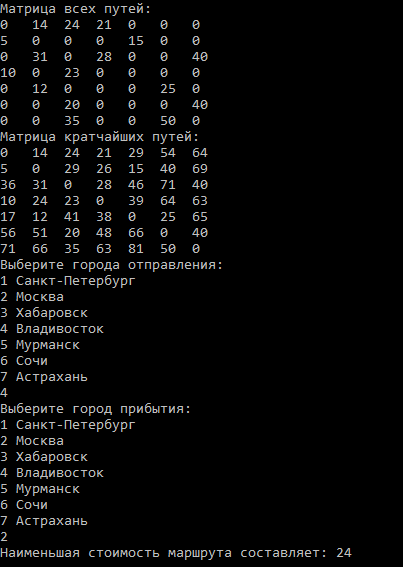 Матрица всех путей:
0 14 24 21 0 0 0
5 0 0 0 15 0 0
0 31 0 28 0 0 40
10 0 23 0 0 0 0
0 12 0 0 0 25 0
0 0 20 0 0 0 40
0 0 35 0 0 50 0
Матрица кратчайших путей:
0 14 24 21 29 54 64
5 0 29 26 15 40 69
36 31 0 28 46 71 40
10 24 23 0 39 64 63
17 12 41 38 0 25 65
56 51 20 48 66 0 40
71 66 35 63 81 50 0
Выберите города отправления:
1 Санкт-Петербург
2 Москва
3 Хабаровск
4 Владивосток
5 Мурманск
6 Сочи
7 Астрахань
4
Выберите город прибытия:
1 Санкт-Петербург
2 Москва
3 Хабаровск
4 Владивосток
5 Мурманск
6 Сочи
7 Астрахань
2
Наименьшая стоимость маршрута составляет: 24